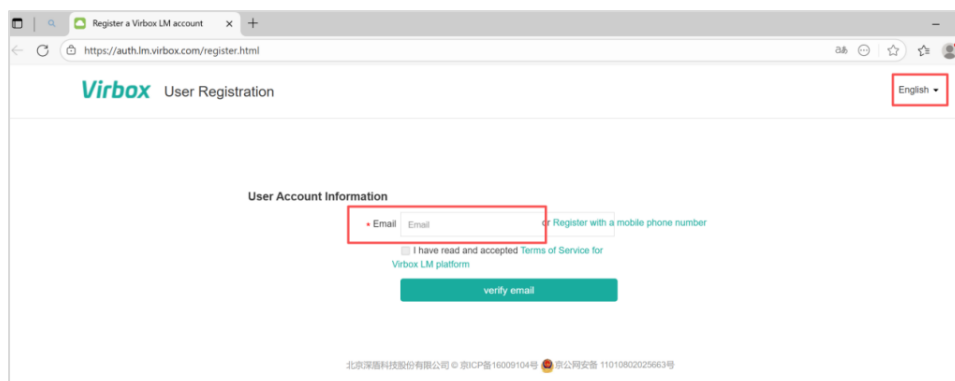 Register a Virbox LM account
https://auth.lm.virbox.com/register.html
Virbox User Registration
English
User Account Information
* Email Email or Register with a mobile phone number
I have read and accepted Terms of Service for
Virbox LM platform
verify email
北京深盾科技股份有限公司 © 京ICP备16009104号 京公网安备 11010802025663号